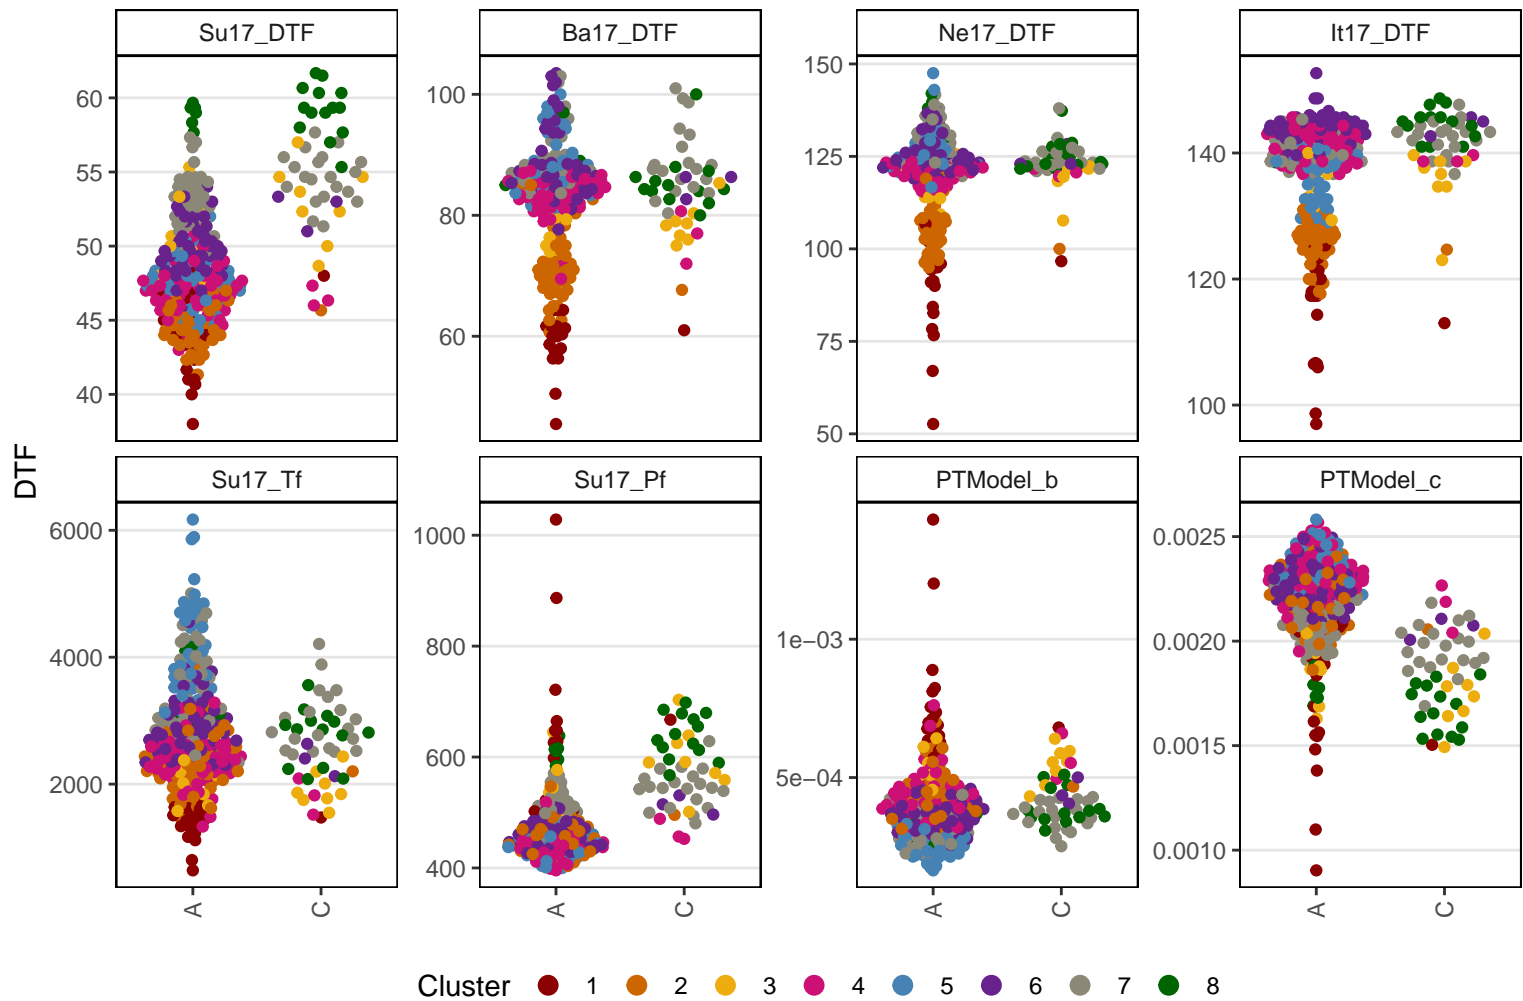 Su17_DTF
Ba17_DTF
Ne17_DTF
It17_DTF
60
55
50
45
40
100
80
60
150
125
100
75
50
140
120
100
DTF
Su17_Tf
Su17_Pf
PTModel_b
PTModel_c
6000
4000
2000
1000
800
600
400
1e−03
5e−04
0.0025
0.0020
0.0015
0.0010
A
C
A
C
A
C
A
C
Cluster 1 2 3 4 5 6 7 8